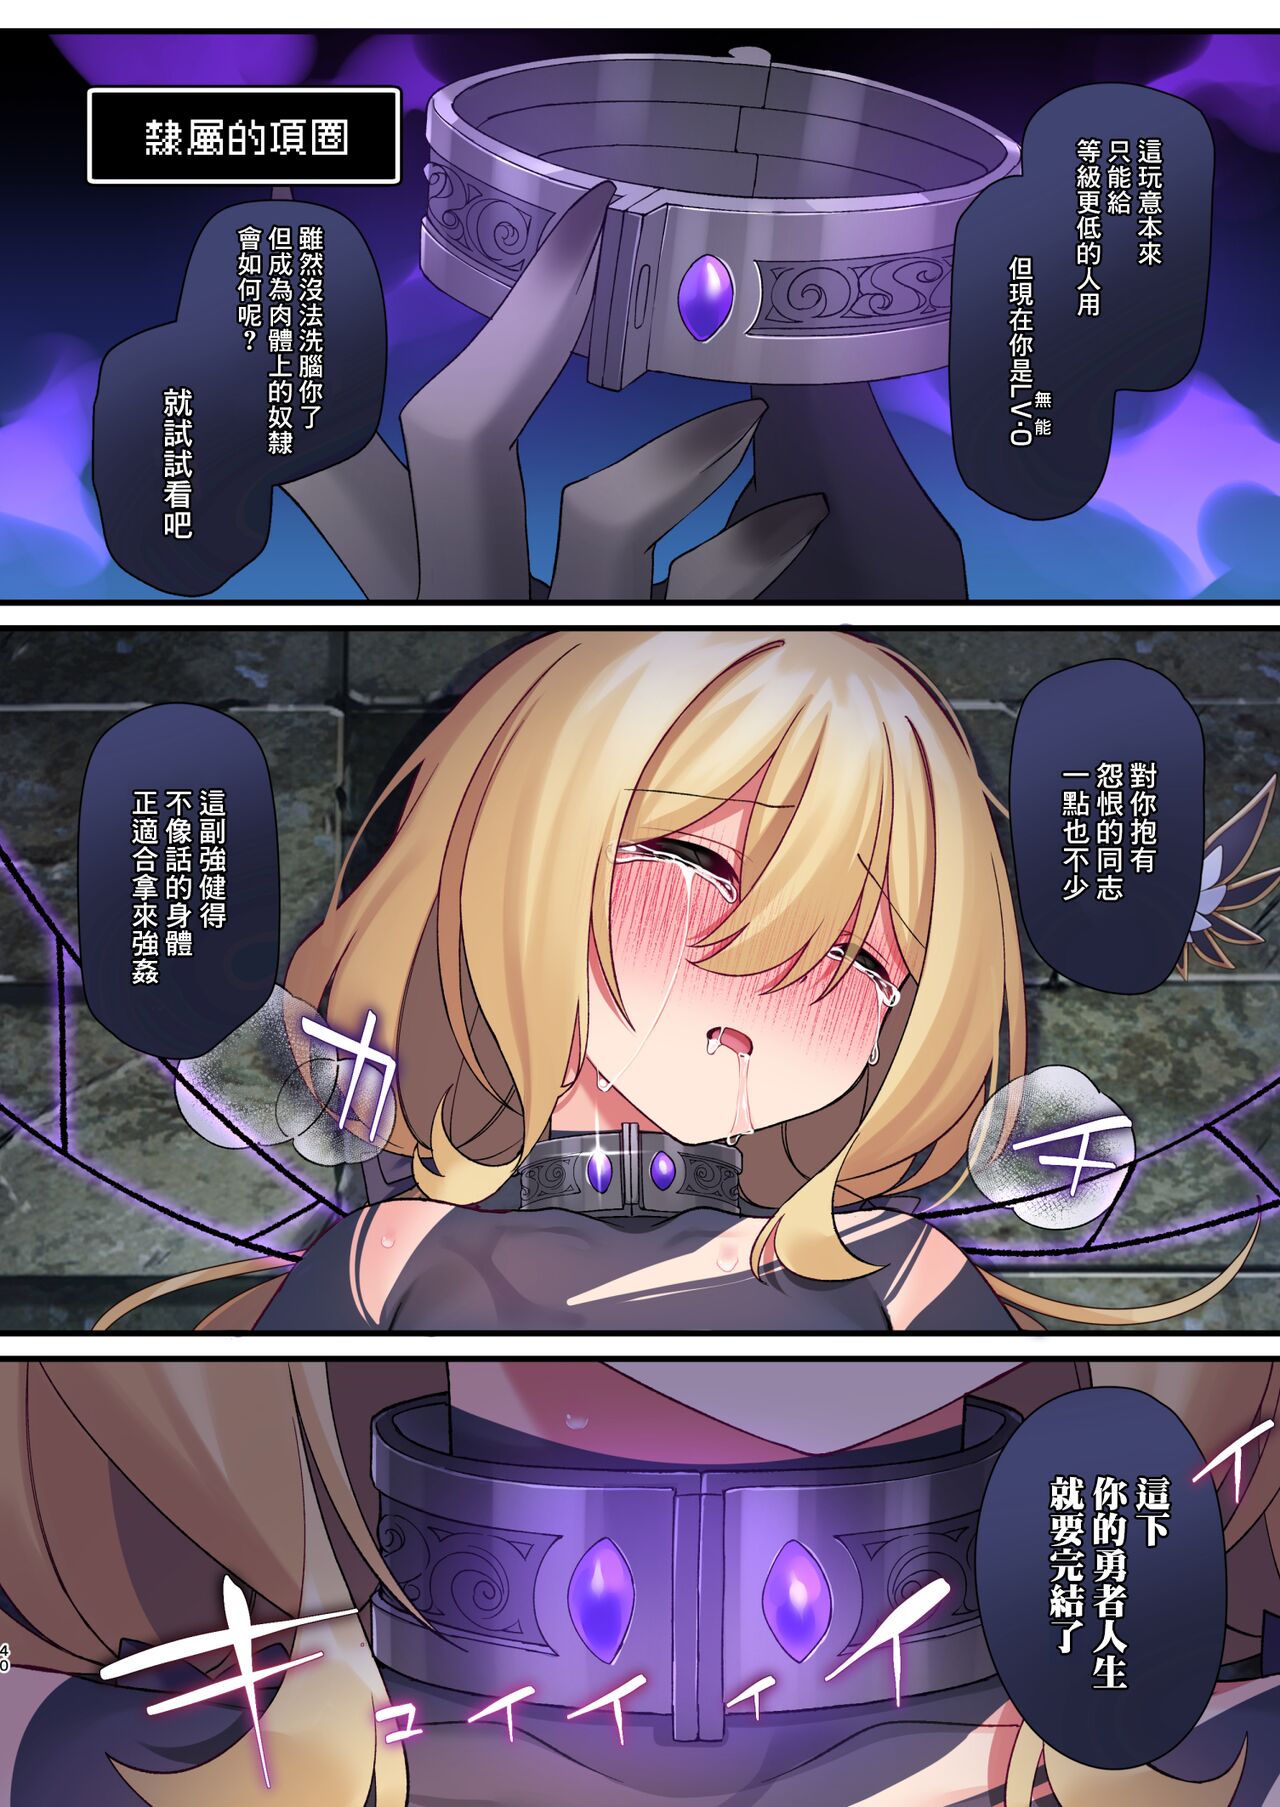 隸屬的項圈
這玩意本來
只能給
等級更低的人用
但現在你是LV-0
無能
雖然沒法洗腦你了
但成為肉體上的奴隸
會如何呢？
就試試看吧
對你抱有
怨恨的同志
一點也不少
這副強健得
不像話的身體
正適合拿來強姦
カ
チ
這下
你的勇者人生
就要完結了
キュイイィィィ
40